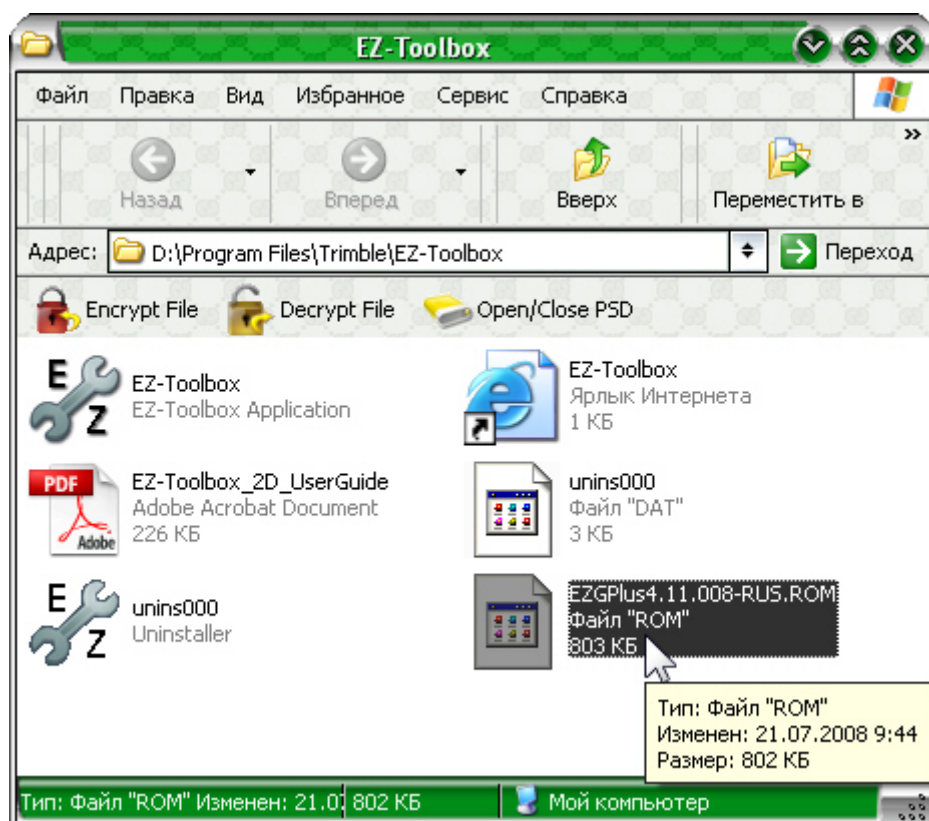 EZ-Toolbox
Файл Правка Вид Избранное Сервис Справка
Назад Вперед Вверх Переместить в »
Адрес: D:\Program Files\Trimble\EZ-Toolbox Переход
Encrypt File Decrypt File Open/Close PSD
E Z
EZ-Toolbox
EZ-Toolbox Application
EZ-Toolbox
Ярлык Интернета
1 КБ
PDF
Adobe
EZ-Toolbox_2D_UserGuide
Adobe Acrobat Document
226 КБ
unins000
Файл "DAT"
3 КБ
E Z
unins000
Uninstaller
EZGPlus4.11.008-RUS.ROM
Файл "ROM"
803 КБ
Тип: Файл "ROM"
Изменен: 21.07.2008 9:44
Размер: 802 КБ
Тип: Файл "ROM" Изменен: 21.0 802 КБ Мой компьютер